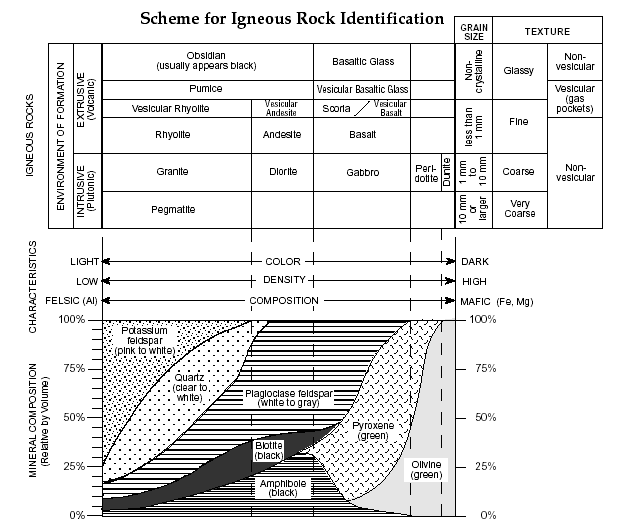 Scheme for Igneous Rock Identification
GRAIN
SIZE
TEXTURE
IGNEOUS ROCKS
ENVIRONMENT OF FORMATION
EXTRUSIVE
(Volcanic)
Obsidian
(usually appears black)
Basaltic Glass
Non-
crystalline
Glassy
Non-
vesicular
Pumice
Vesicular Basaltic Glass
Vesicular
(gas
pockets)
Vesicular Rhyolite
Vesicular
Andesite
Scoria
Vesicular
Basalt
less than
1 mm
Fine
Rhyolite
Andesite
Basalt
INTRUSIVE
(Plutonic)
Granite
Diorite
Gabbro
Peri-
dotite
Dunite
1 mm
to
10 mm
Coarse
Non-
vesicular
Pegmatite
10 mm
or
larger
Very
Coarse
CHARACTERISTICS
LIGHT
COLOR
DARK
LOW
DENSITY
HIGH
FELSIC (Al)
COMPOSITION
MAFIC (Fe, Mg)
MINERAL COMPOSITION
(Relative by Volume)
100%
100%
Potassium
feldspar
(pink to white)
75%
75%
Quartz
(clear to
white)
Plagioclase feldspar
(white to gray)
50%
50%
Pyroxene
(green)
Biotite
(black)
25%
25%
Olivine
(green)
Amphibole
(black)
0%
0%